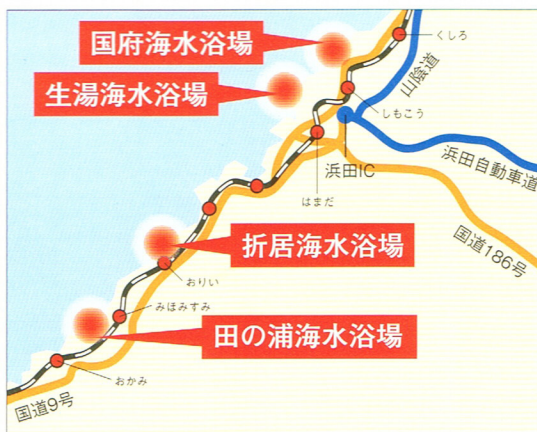 国府海水浴場
くしろ
山陰道
生湯海水浴場
しもこう
浜田IC
浜田自動車道
はまだ
国道186号
折居海水浴場
おりい
みほみすみ
田の浦海水浴場
おかみ
国道9号